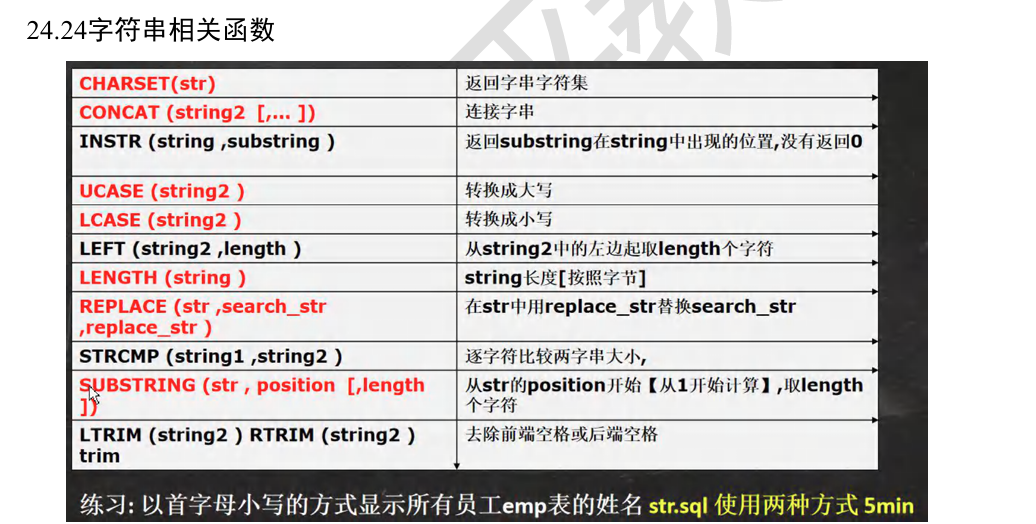 24.24字符串相关函数
CHARSET(str) 返回字串字符集
CONCAT (string2 [,... ]) 连接字串
INSTR (string ,substring ) 返回substring在string中出现的位置,没有返回0
UCASE (string2 ) 转换成大写
LCASE (string2 ) 转换成小写
LEFT (string2 ,length ) 从string2中的左边起取length个字符
LENGTH (string ) string长度[按照字节]
REPLACE (str ,search_str 在str中用replace_str替换search_str
,replace_str )
STRCMP (string1 ,string2 ) 逐字符比较两字串大小,
SUBSTRING (str , position [,length 从str的position开始【从1开始计算】,取length
]) 个字符
LTRIM (string2 ) RTRIM (string2 ) 去除前端空格或后端空格
trim
练习: 以首字母小写的方式显示所有员工emp表的姓名 str.sql 使用两种方式 5min